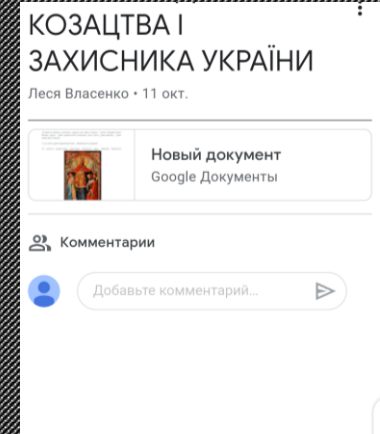 КОЗАЦТВА І
ЗАХИСНИКА УКРАЇНИ
Леся Власенко • 11 окт.
Новый документ
Google Документы
Комментарии
Добавьте комментарий...